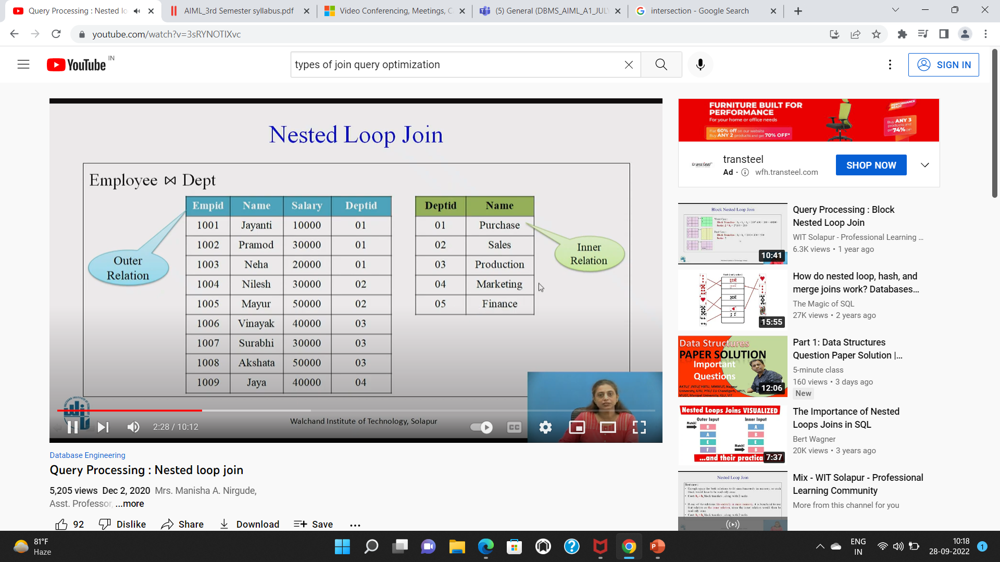 Query Processing : Nested lo
AIML_3rd Semester syllabus.pdf
Video Conferencing, Meetings, C
(5) General (DBMS_AIML_A1_JULY
intersection - Google Search
youtube.com/watch?v=3sRYNOTIXvc
YouTube IN
types of join query optimization
SIGN IN
Nested Loop Join
Employee ⋈ Dept
Empid Name Salary Deptid
1001 Jayanti 10000 01
1002 Pramod 30000 01
1003 Neha 20000 01
1004 Nilesh 30000 02
1005 Mayur 50000 02
1006 Vinayak 40000 03
1007 Surabhi 30000 03
1008 Akshata 50000 03
1009 Jaya 40000 04
Outer
Relation
Deptid Name
01 Purchase
02 Sales
03 Production
04 Marketing
05 Finance
Inner
Relation
Walchand Institute of Technology, Solapur
2:28 / 10:12
CC
Database Engineering
Query Processing : Nested loop join
5,205 views Dec 2, 2020 Mrs. Manisha A. Nirgude,
Asst. Professor, ...more
92 Dislike Share Download Save ...
FURNITURE BUILT FOR
PERFORMANCE
For your home or office needs
Flat 60% off on our website
Buy ANY 2 products and get 70% OFF*
PERFORMANCE
READY
Buy ANY 3
products and
get 74% OFF
transteel
transteel
Ad · wfh.transteel.com
SHOP NOW
Block Nested Loop Join
10:41
Query Processing : Block
Nested Loop Join
WIT Solapur - Professional Learning ...
6.3K views • 1 year ago
15:55
How do nested loop, hash, and
merge joins work? Databases...
The Magic of SQL
27K views • 2 years ago
Data Structures
PAPER SOLUTION
Important
Questions
12:06
Part 1: Data Structures
Question Paper Solution |...
5-minute class
160 views • 3 days ago
New
Nested Loops Joins VISUALIZED
Outer Input Inner Input
Match!
B A
A B
E E
F B
Match!
...and their practica
7:37
The Importance of Nested
Loops Joins in SQL
Bert Wagner
20K views • 3 years ago
Nested Loop Join
Mix - WIT Solapur - Professional
Learning Community
More from this channel for you
81°F
Haze
ENG
IN
10:18
28-09-2022
1